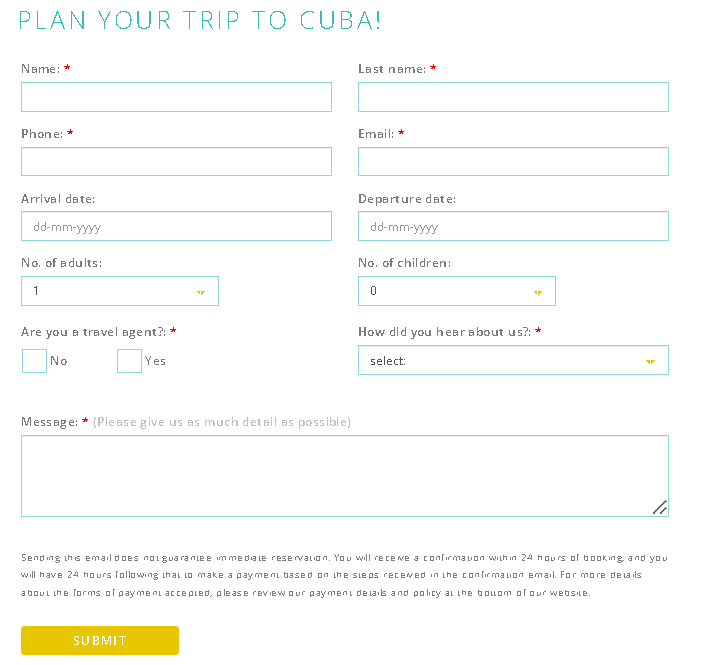 PLAN YOUR TRIP TO CUBA!
Name: * Last name: *
Phone: * Email: *
Arrival date: Departure date:
dd-mm-yyyy dd-mm-yyyy
No. of adults: No. of children:
1 0
Are you a travel agent?: * How did you hear about us?: *
No Yes select:
Message: * (Please give us as much detail as possible)
Sending this email does not guarantee immediate reservation. You will receive a confirmation within 24 hours of booking, and you
will have 24 hours following that to make a payment based on the steps received in the confirmation email. For more details
about the forms of payment accepted, please review our payment details and policy at the bottom of our website.
SUBMIT